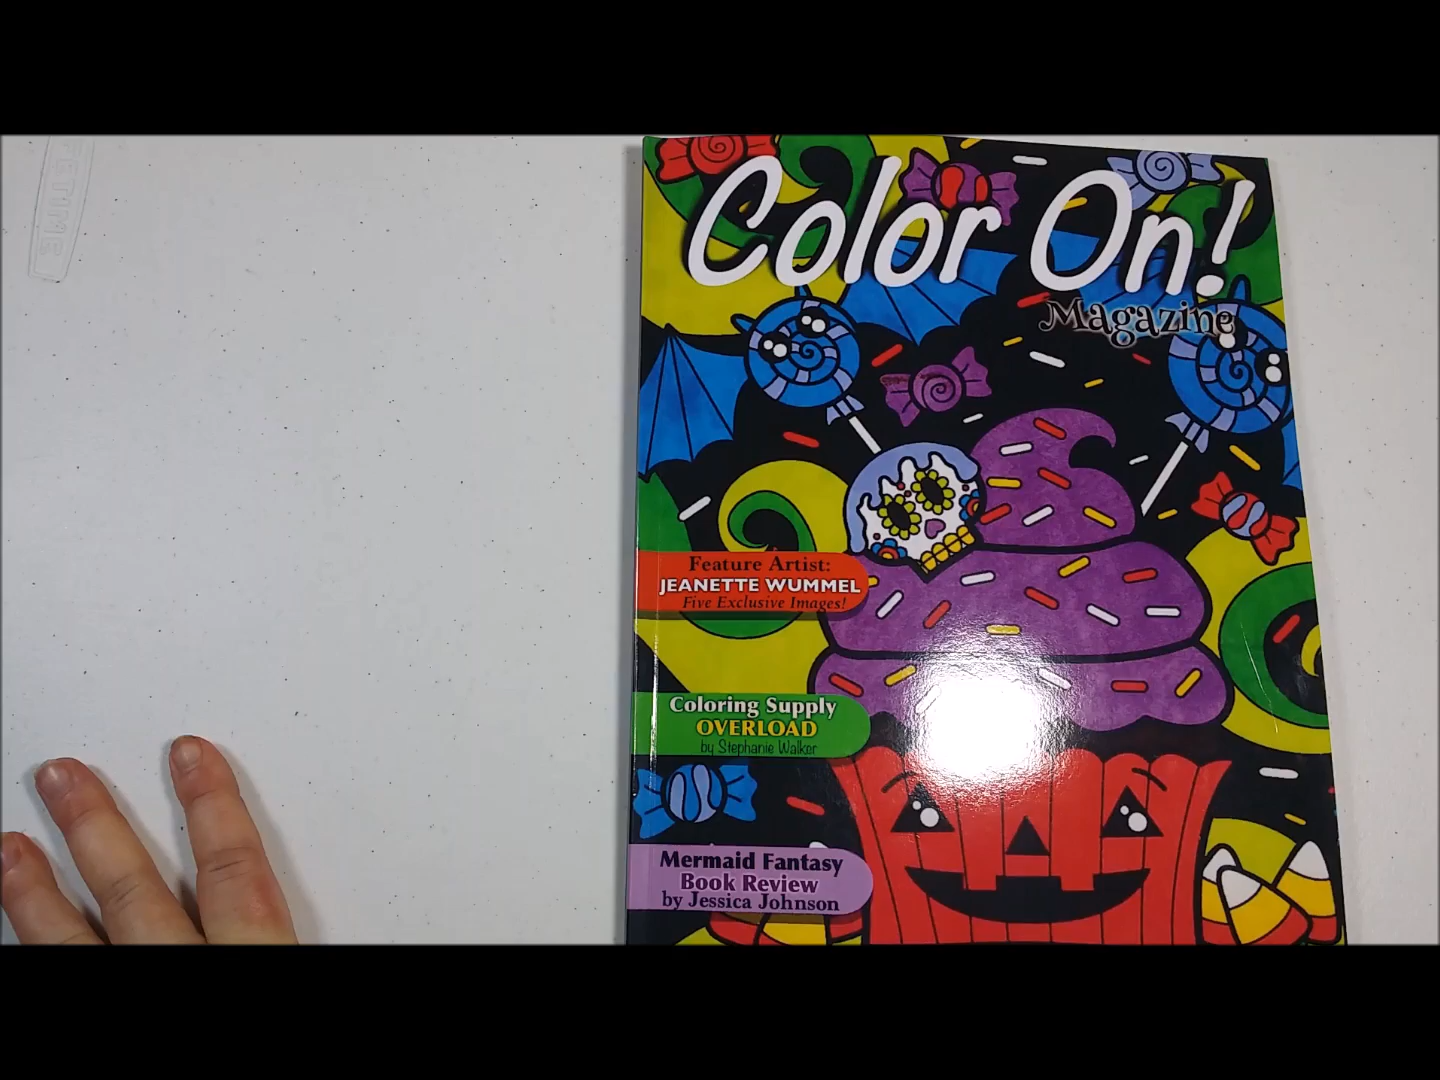 LIFETIME
Color On!
Magazine
Feature Artist:
JEANETTE WUMMEL
Five Exclusive Images!
Coloring Supply
OVERLOAD
by Stephanie Walker
Mermaid Fantasy
Book Review
by Jessica Johnson